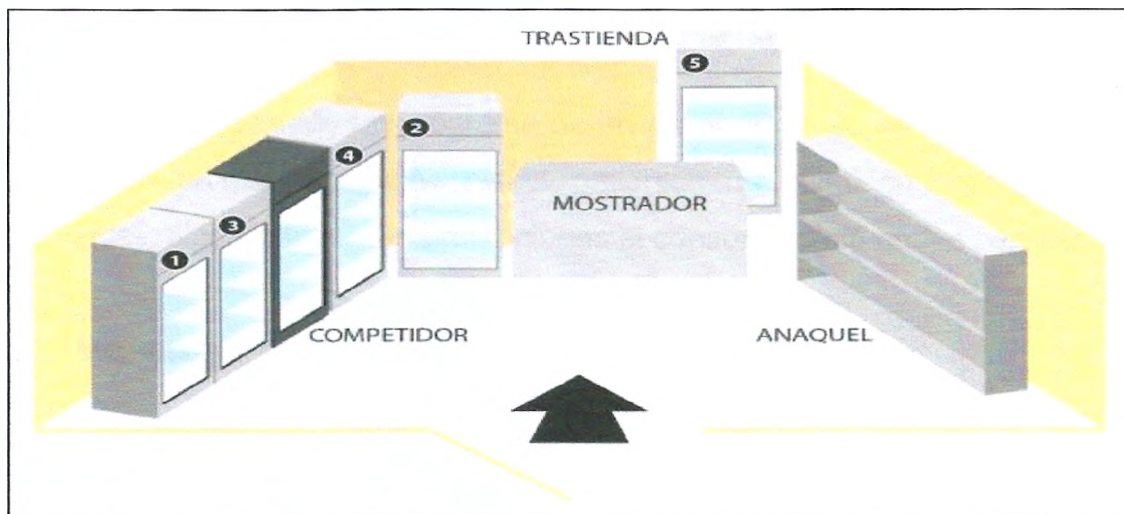 TRASTIENDA
5
2
4
MOSTRADOR
3
1
COMPETIDOR
ANAQUEL